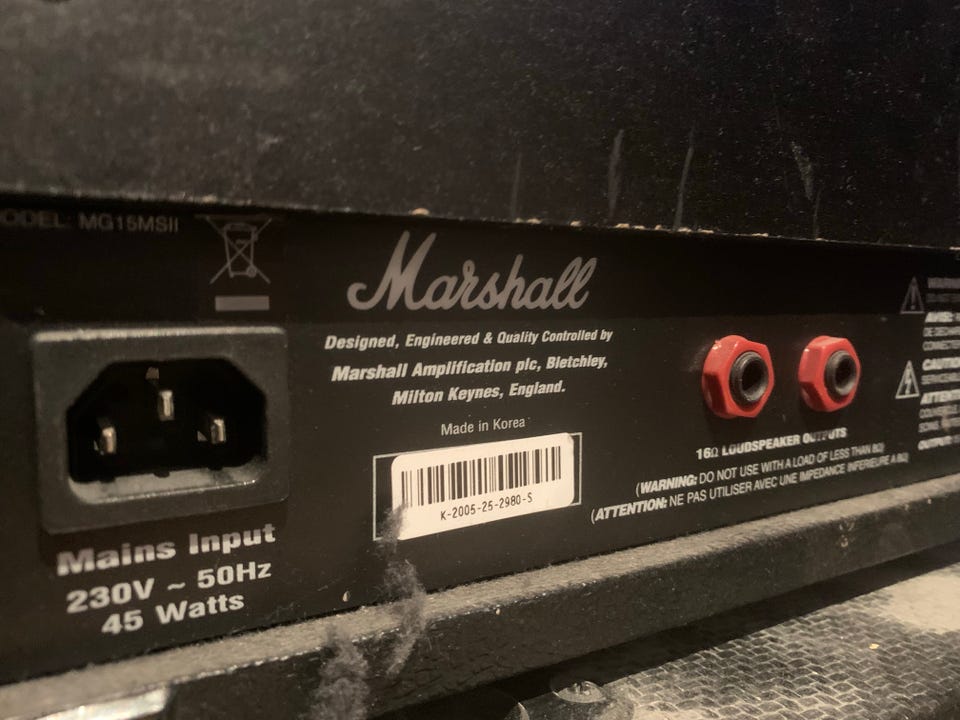 MODEL: MG15MSII
Marshall
Designed, Engineered & Quality Controlled by
Marshall Amplification plc, Bletchley,
Milton Keynes, England.
Made in Korea
K-2005-25-2980-S
Mains Input
230V ~ 50Hz
45 Watts
16Ω LOUDSPEAKER OUTPUTS
(WARNING: DO NOT USE WITH A LOAD OF LESS THAN 8Ω)
(ATTENTION: NE PAS UTILISER AVEC UNE IMPEDANCE INFERIEURE A 8Ω)